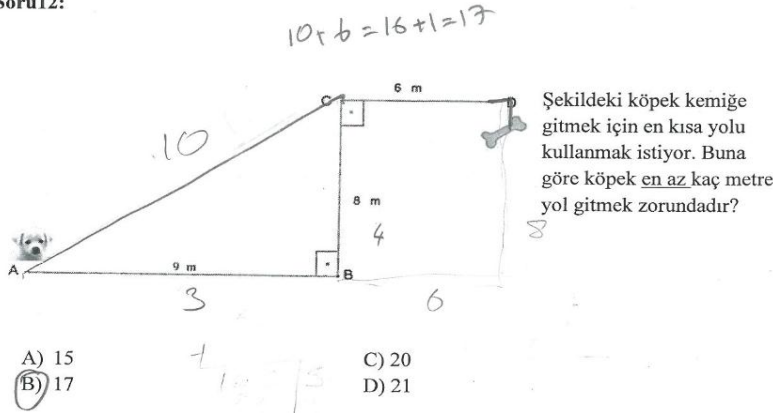 Soru12:
10+6=16+1=17
6 m
C
D
Şekildeki köpek kemiğe
gitmek için en kısa yolu
kullanmak istiyor. Buna
göre köpek en az kaç metre
yol gitmek zorundadır?
10
8 m
4
8
A
9 m
B
3
6
A) 15
C) 20
B) 17
D) 21